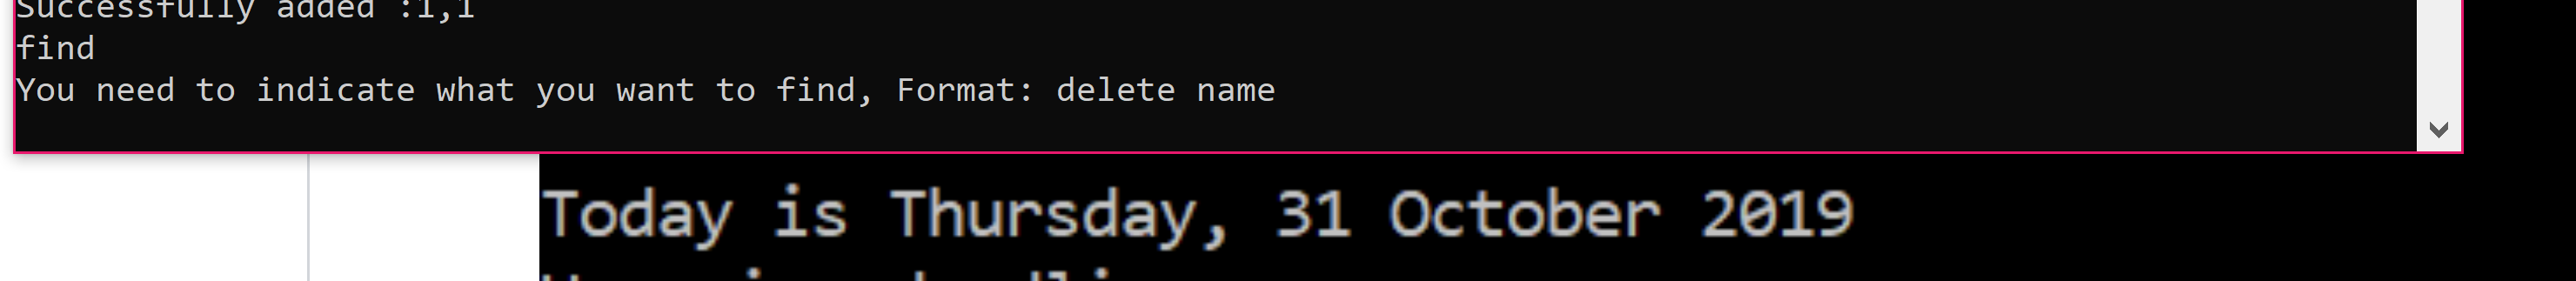 Successfully added :1,1
find
You need to indicate what you want to find, Format: delete name
Today is Thursday, 31 October 2019